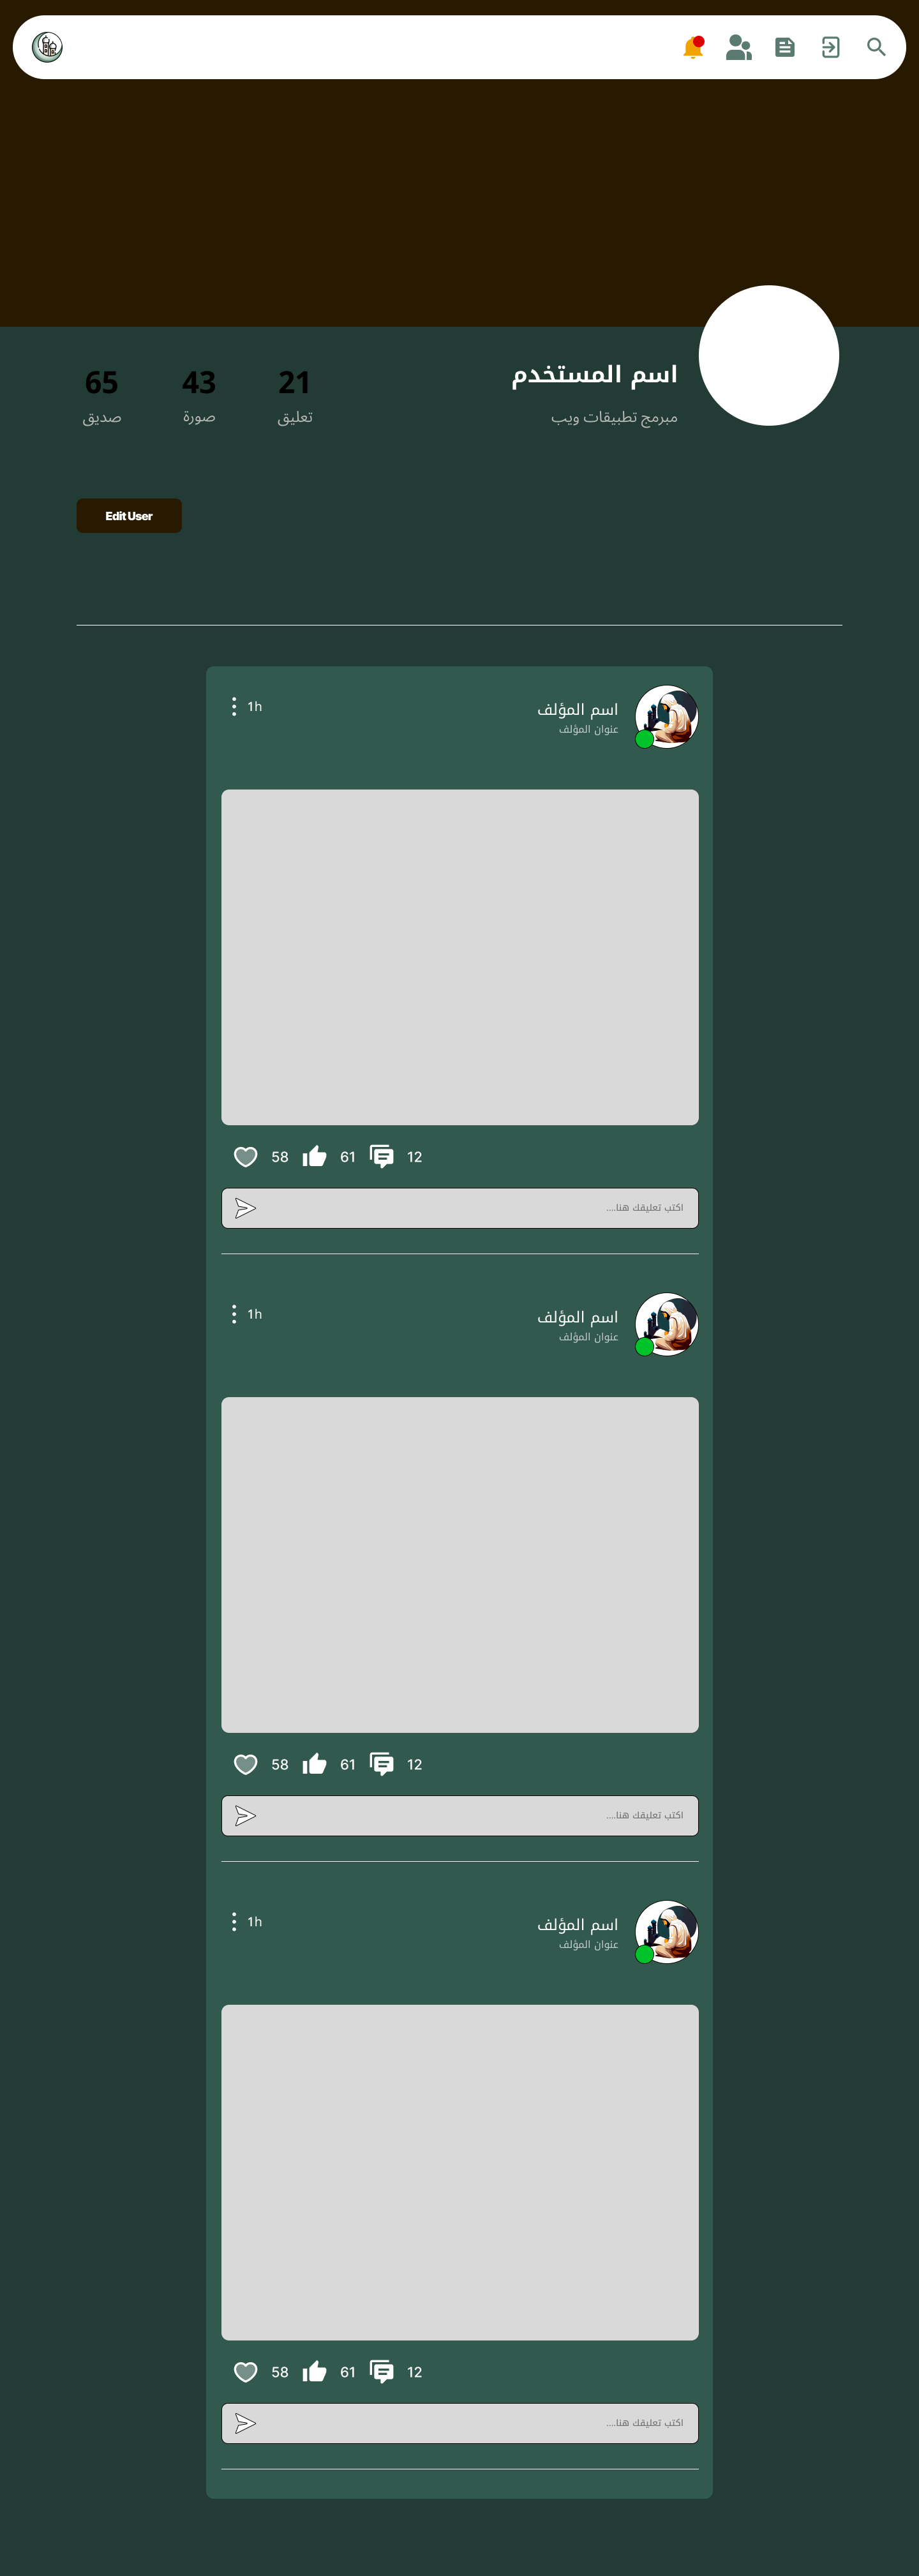 اسم المستخدم
مبرمج تطبيقات ويب
21
تعليق
43
صورة
65
صديق
Edit User
اسم المؤلف
عنوان المؤلف
1h
58
61
12
اكتب تعليقك هنا....
اسم المؤلف
عنوان المؤلف
1h
58
61
12
اكتب تعليقك هنا....
اسم المؤلف
عنوان المؤلف
1h
58
61
12
اكتب تعليقك هنا....